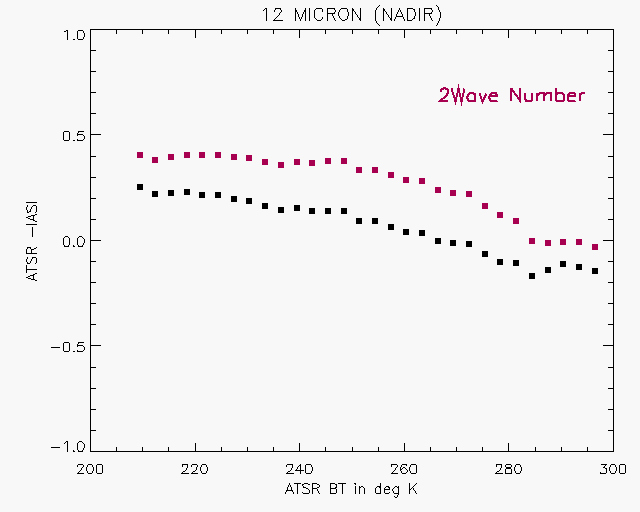 12 MICRON (NADIR)
1.0
2Wave Number
0.5
0.0
ATSR -IASI
-0.5
-1.0
200 220 240 260 280 300
ATSR BT in deg K